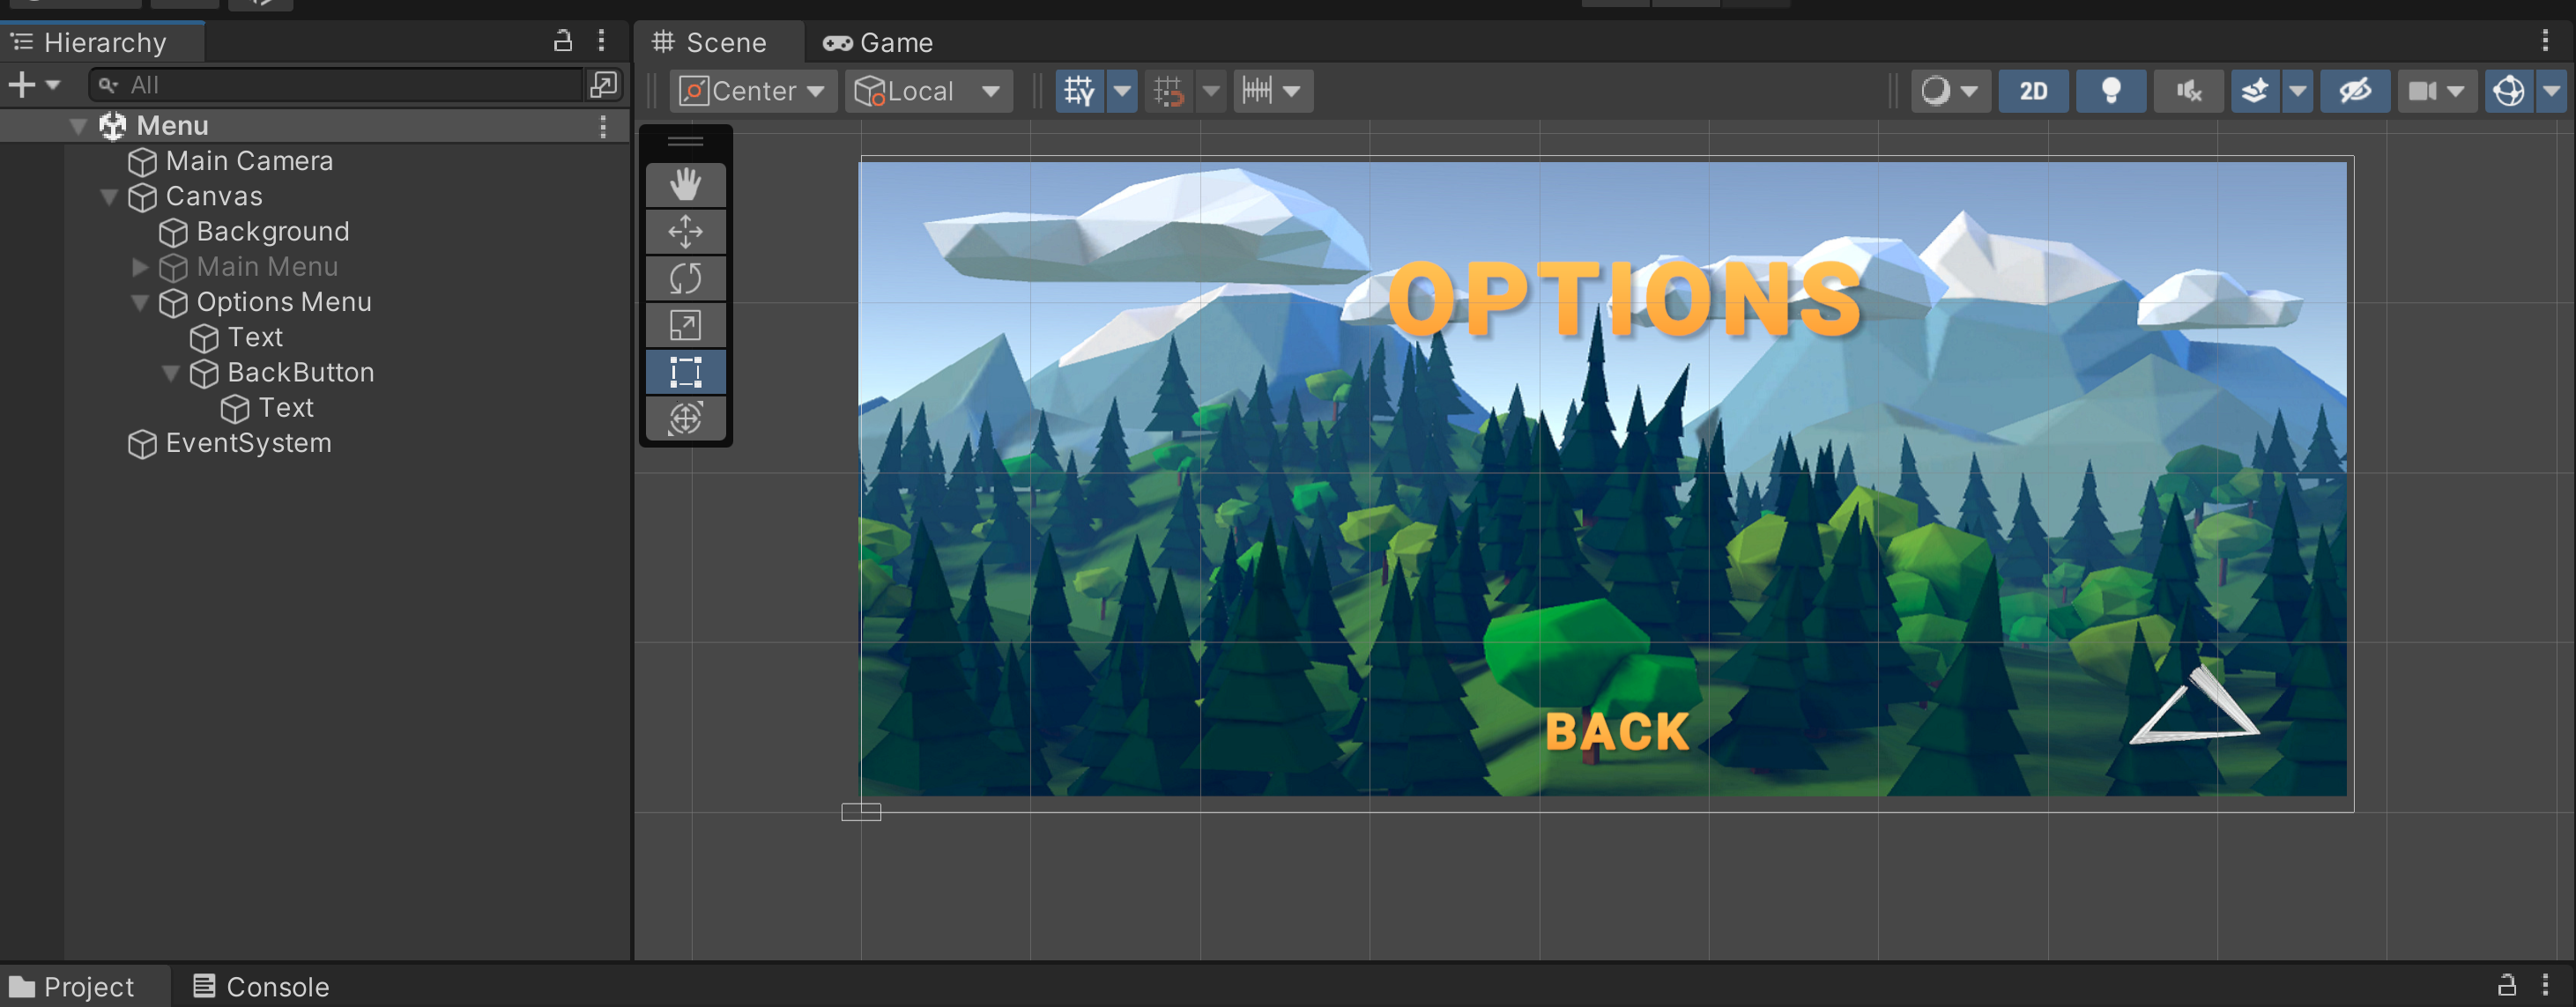 Hierarchy
All
Menu
Main Camera
Canvas
Background
Main Menu
Options Menu
Text
BackButton
Text
EventSystem
Scene
Game
Center
Local
2D
OPTIONS
BACK
Project
Console